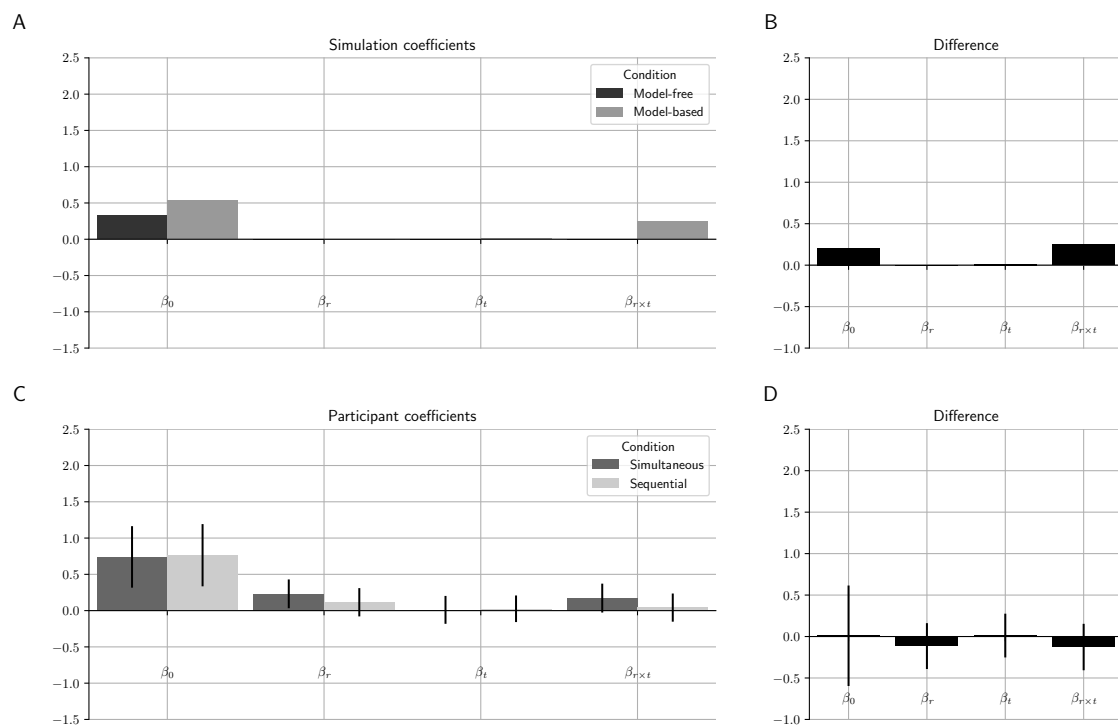 A
Simulation coefficients
2.5
2.0
1.5
1.0
0.5
0.0
−0.5
−1.0
−1.5
Condition
Model-free
Model-based
β0
βr
βt
βr×t
B
Difference
2.5
2.0
1.5
1.0
0.5
0.0
−0.5
−1.0
β0
βr
βt
βr×t
C
Participant coefficients
2.5
2.0
1.5
1.0
0.5
0.0
−0.5
−1.0
−1.5
Condition
Simultaneous
Sequential
β0
βr
βt
βr×t
D
Difference
2.5
2.0
1.5
1.0
0.5
0.0
−0.5
−1.0
β0
βr
βt
βr×t